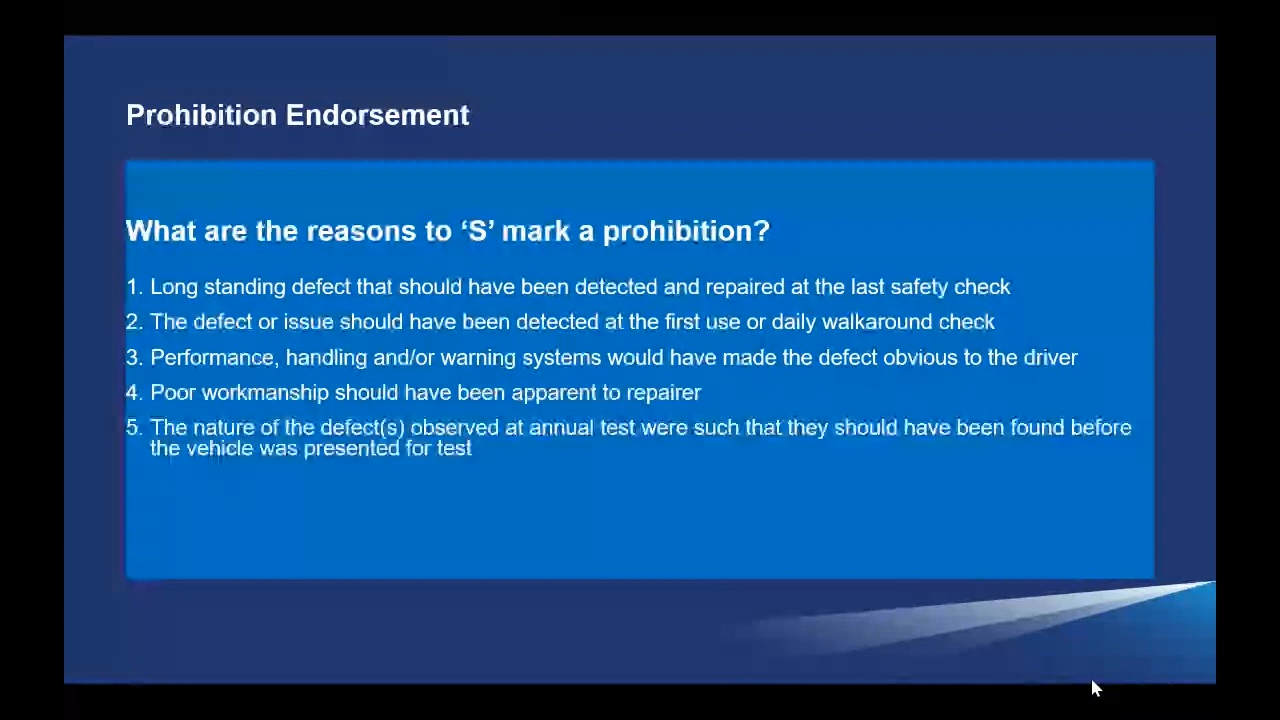 Prohibition Endorsement
What are the reasons to ‘S’ mark a prohibition?
1. Long standing defect that should have been detected and repaired at the last safety check
2. The defect or issue should have been detected at the first use or daily walkaround check
3. Performance, handling and/or warning systems would have made the defect obvious to the driver
4. Poor workmanship should have been apparent to repairer
5. The nature of the defect(s) observed at annual test were such that they should have been found before
the vehicle was presented for test